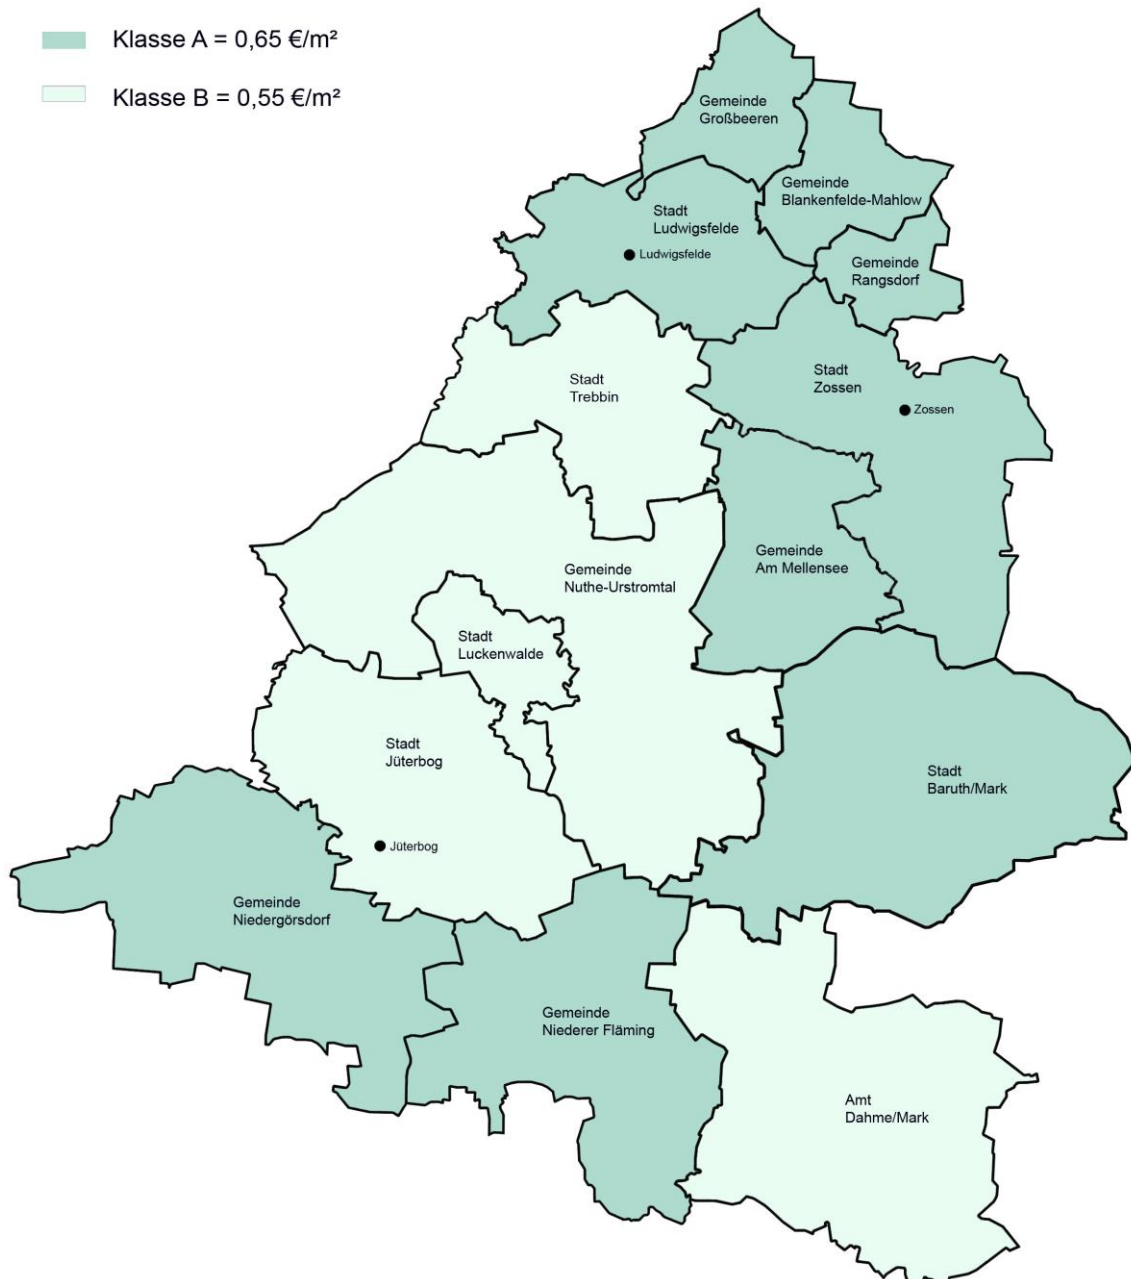 Klasse A = 0,65 €/m²
Klasse B = 0,55 €/m²
Gemeinde
Großbeeren
Gemeinde
Blankenfelde-Mahlow
Stadt
Ludwigsfelde
Ludwigsfelde
Gemeinde
Rangsdorf
Stadt
Trebbin
Stadt
Zossen
Zossen
Gemeinde
Am Mellensee
Gemeinde
Nuthe-Urstromtal
Stadt
Luckenwalde
Stadt
Jüterbog
Jüterbog
Stadt
Baruth/Mark
Gemeinde
Niedergörsdorf
Gemeinde
Niederer Fläming
Amt
Dahme/Mark